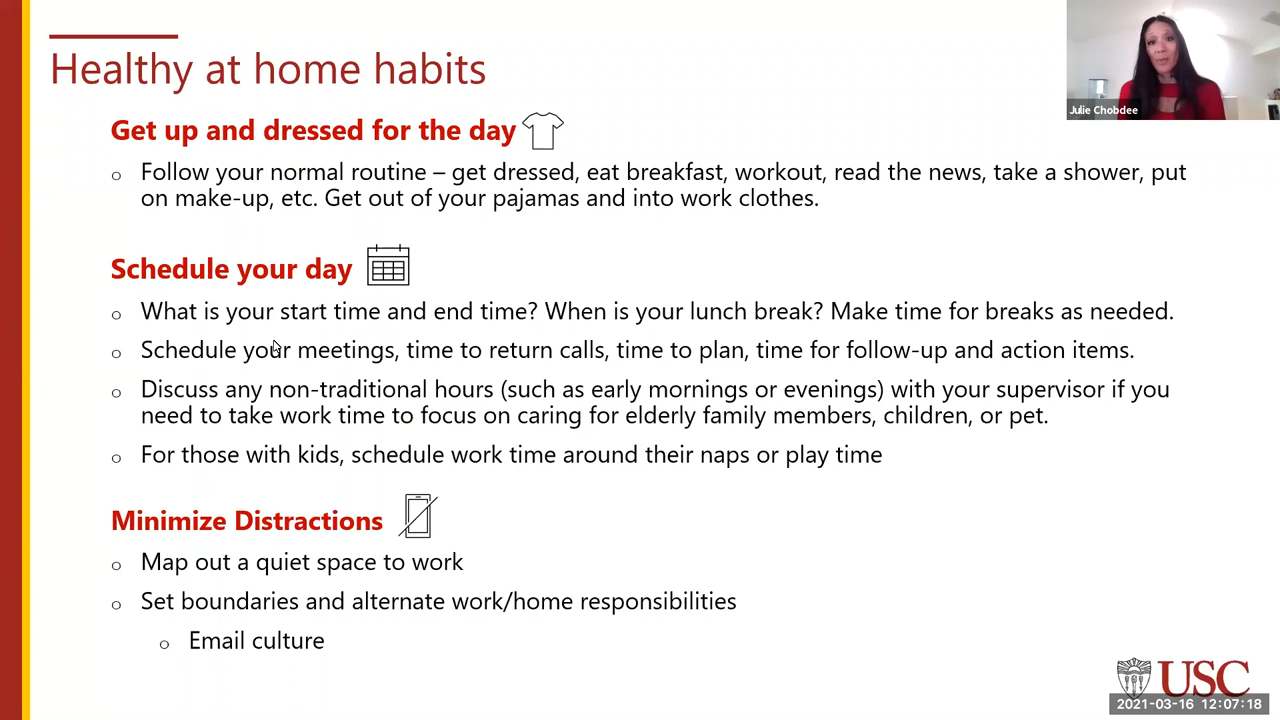 Healthy at home habits
Julie Chobdee
Get up and dressed for the day
Follow your normal routine – get dressed, eat breakfast, workout, read the news, take a shower, put
on make-up, etc. Get out of your pajamas and into work clothes.
Schedule your day
What is your start time and end time? When is your lunch break? Make time for breaks as needed.
Schedule your meetings, time to return calls, time to plan, time for follow-up and action items.
Discuss any non-traditional hours (such as early mornings or evenings) with your supervisor if you
need to take work time to focus on caring for elderly family members, children, or pet.
For those with kids, schedule work time around their naps or play time
Minimize Distractions
Map out a quiet space to work
Set boundaries and alternate work/home responsibilities
Email culture
USC
2021-03-16 12:07:18